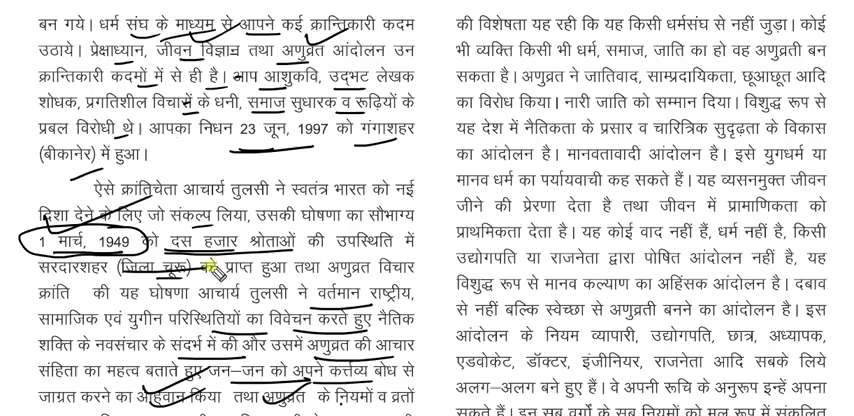 बन गये। धर्म संघ के माध्यम से आपने कई क्रान्तिकारी कदम
उठाये। प्रेक्षाध्यान, जीवन विज्ञान तथा अणुव्रत आंदोलन उन
क्रान्तिकारी कदमों में से ही है। आप आशुकवि, उद्भट लेखक
शोधक, प्रगतिशील विचारों के धनी, समाज सुधारक व रूढ़ियों के
प्रबल विरोधी थे। आपका निधन 23 जून, 1997 को गंगाशहर
(बीकानेर) में हुआ।
ऐसे क्रांतिचेता आचार्य तुलसी ने स्वतंत्र भारत को नई
दिशा देने के लिए जो संकल्प लिया, उसकी घोषणा का सौभाग्य
1 मार्च, 1949 को दस हजार श्रोताओं की उपस्थिति में
सरदारशहर (जिला चूरू) को प्राप्त हुआ तथा अणुव्रत विचार
क्रांति की यह घोषणा आचार्य तुलसी ने वर्तमान राष्ट्रीय,
सामाजिक एवं युगीन परिस्थितियों का विवेचन करते हुए नैतिक
शक्ति के नवसंचार के संदर्भ में की और उसमें अणुव्रत की आचार
संहिता का महत्व बताते हुए जन–जन को अपने कर्त्तव्य बोध से
जाग्रत करने का आह्वान किया तथा अणुव्रत के नियमों व व्रतों
की विशेषता यह रही कि यह किसी धर्मसंघ से नहीं जुड़ा। कोई
भी व्यक्ति किसी भी धर्म, समाज, जाति का हो वह अणुव्रती बन
सकता है। अणुव्रत ने जातिवाद, साम्प्रदायिकता, छूआछूत आदि
का विरोध किया। नारी जाति को सम्मान दिया। विशुद्ध रूप से
यह देश में नैतिकता के प्रसार व चारित्रिक सुदृढ़ता के विकास
का आंदोलन है। मानवतावादी आंदोलन है। इसे युगधर्म या
मानव धर्म का पर्यायवाची कह सकते हैं। यह व्यसनमुक्त जीवन
जीने की प्रेरणा देता है तथा जीवन में प्रामाणिकता को
प्राथमिकता देता है। यह कोई वाद नहीं हैं, धर्म नहीं है, किसी
उद्योगपति या राजनेता द्वारा पोषित आंदोलन नहीं है, यह
विशुद्ध रूप से मानव कल्याण का अहिंसक आंदोलन है। दबाव
से नहीं बल्कि स्वेच्छा से अणुव्रती बनने का आंदोलन है। इस
आंदोलन के नियम व्यापारी, उद्योगपति, छात्र, अध्यापक,
एडवोकेट, डॉक्टर, इंजीनियर, राजनेता आदि सबके लिये
अलग–अलग बने हुए हैं। वे अपनी रूचि के अनुरूप इन्हें अपना
सकते हैं। इन सब वर्गों के सब नियमों को मूल रूप में संकलित